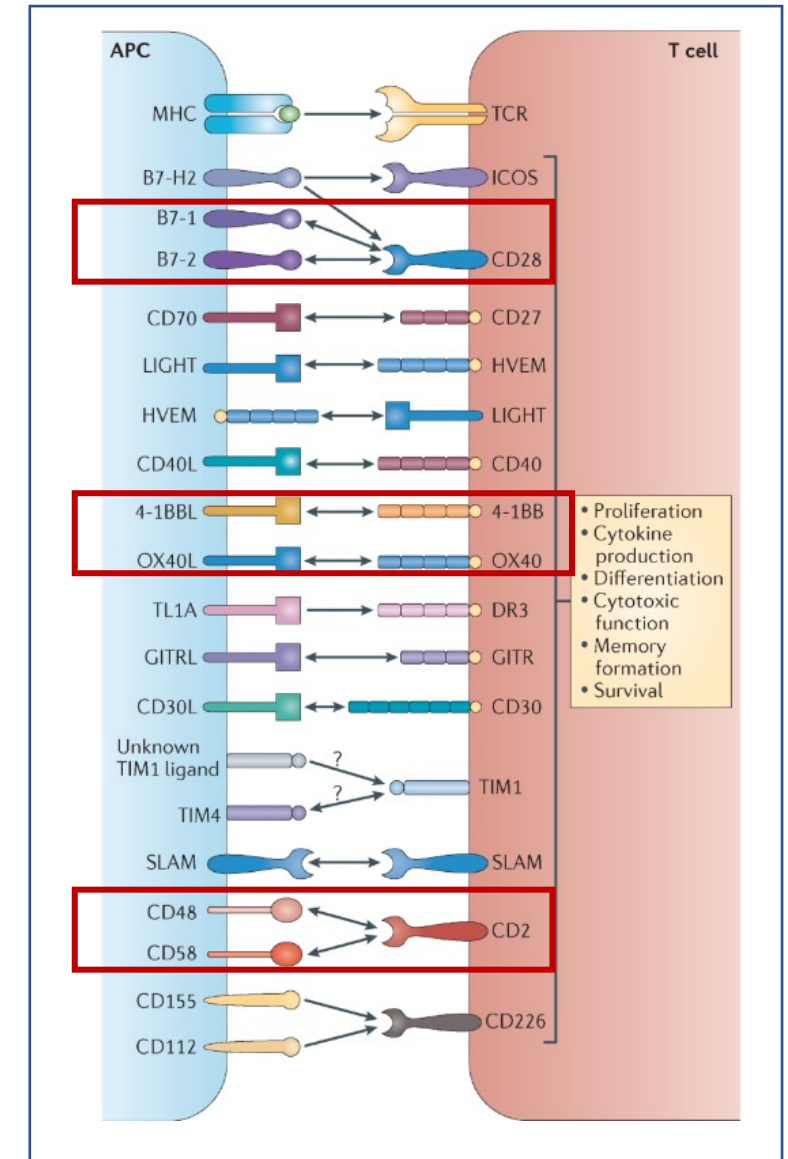 APC
T cell
MHC
TCR
B7-H2
ICOS
B7-1
B7-2
CD28
CD70
CD27
LIGHT
HVEM
HVEM
LIGHT
CD40L
CD40
4-1BBL
4-1BB
OX40L
OX40
• Proliferation
• Cytokine
production
• Differentiation
• Cytotoxic
function
• Memory
formation
• Survival
TL1A
DR3
GITRL
GITR
CD30L
CD30
Unknown
TIM1 ligand
?
TIM1
?
TIM4
SLAM
SLAM
CD48
CD2
CD58
CD155
CD226
CD112